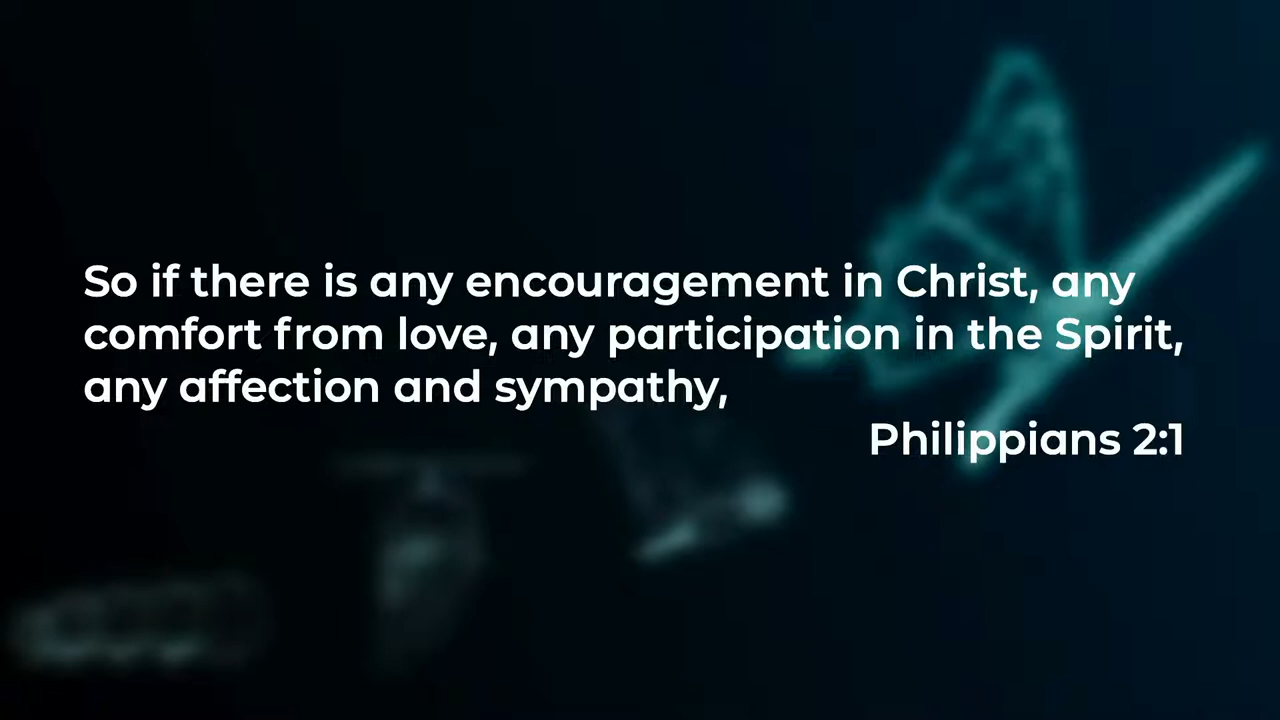 So if there is any encouragement in Christ, any
comfort from love, any participation in the Spirit,
any affection and sympathy,
Philippians 2:1